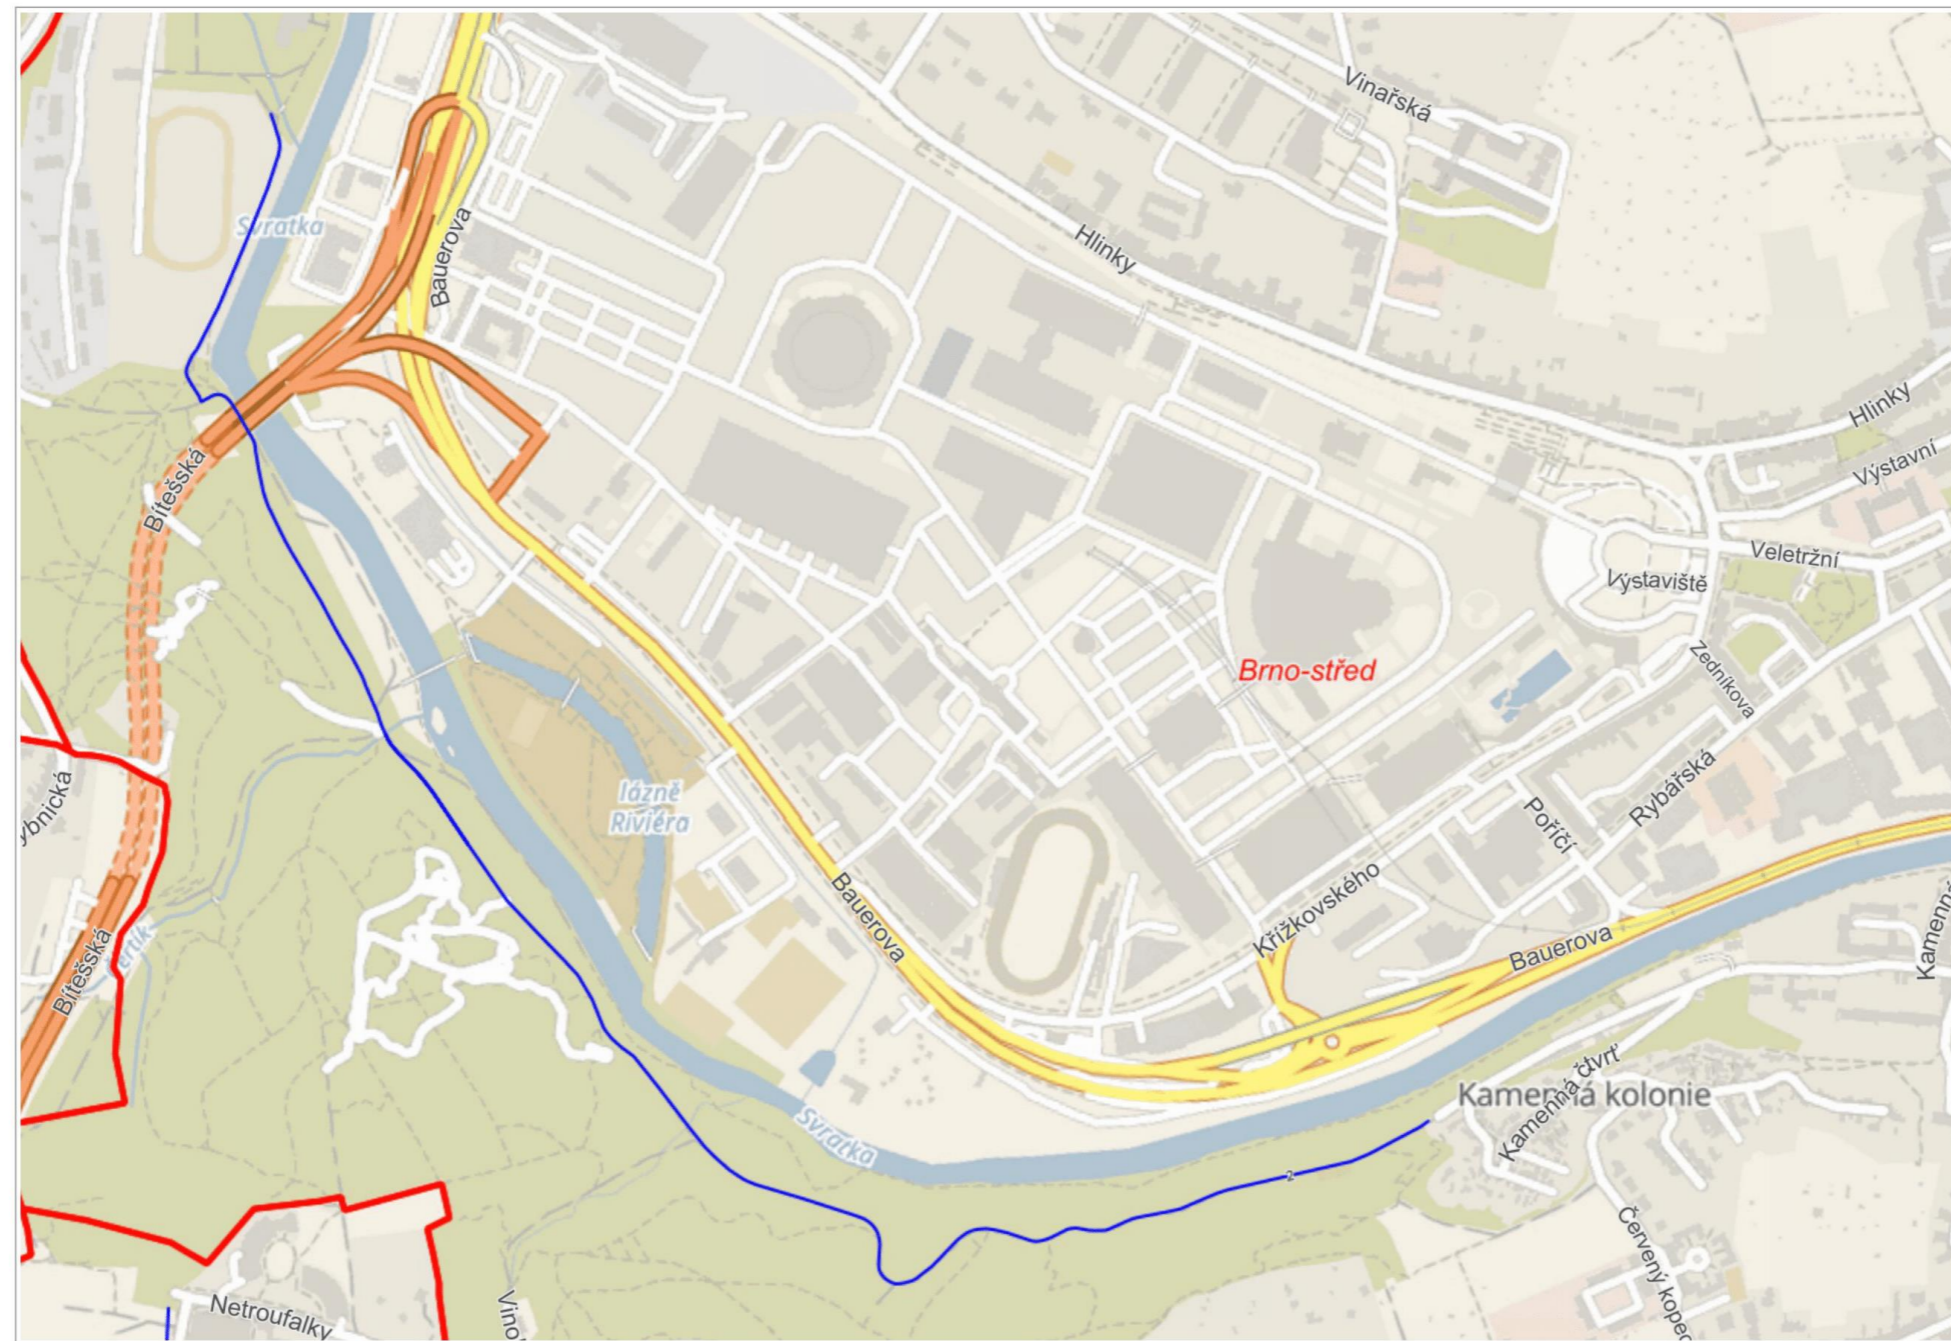 Vinařská
Svratka
Bauerova
Hlinky
Hlinky
Výstavní
Bítešská
Veletržní
Výstaviště
Brno-střed
Zedníkova
lázně
Riviéra
Rybářská
Poříčí
Bauerova
Křížkovského
Bauerova
Bítešská
Kamenná kolonie
Kamenná čtvrť
Svratka
Červený kopec
Netroufalky